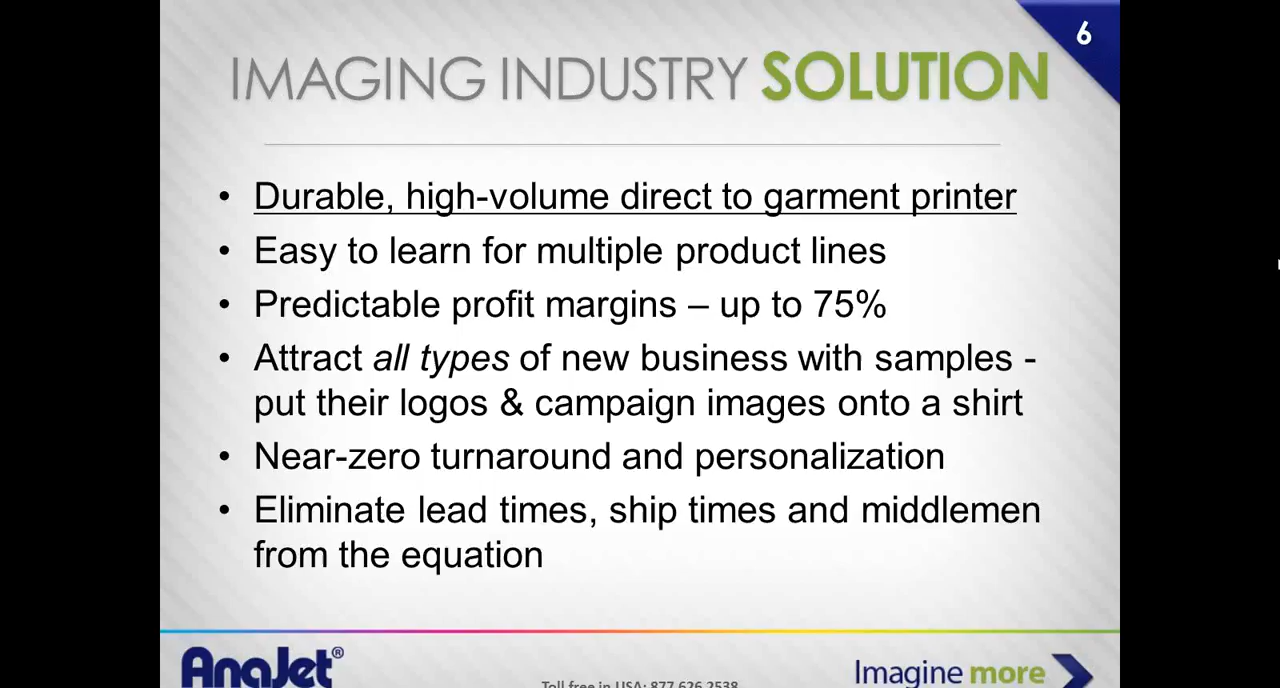 6
IMAGING INDUSTRY SOLUTION
• Durable, high-volume direct to garment printer
• Easy to learn for multiple product lines
• Predictable profit margins – up to 75%
• Attract all types of new business with samples -
put their logos & campaign images onto a shirt
• Near-zero turnaround and personalization
• Eliminate lead times, ship times and middlemen
from the equation
AnaJet®
Toll free in USA: 877.626.2538
Imagine more